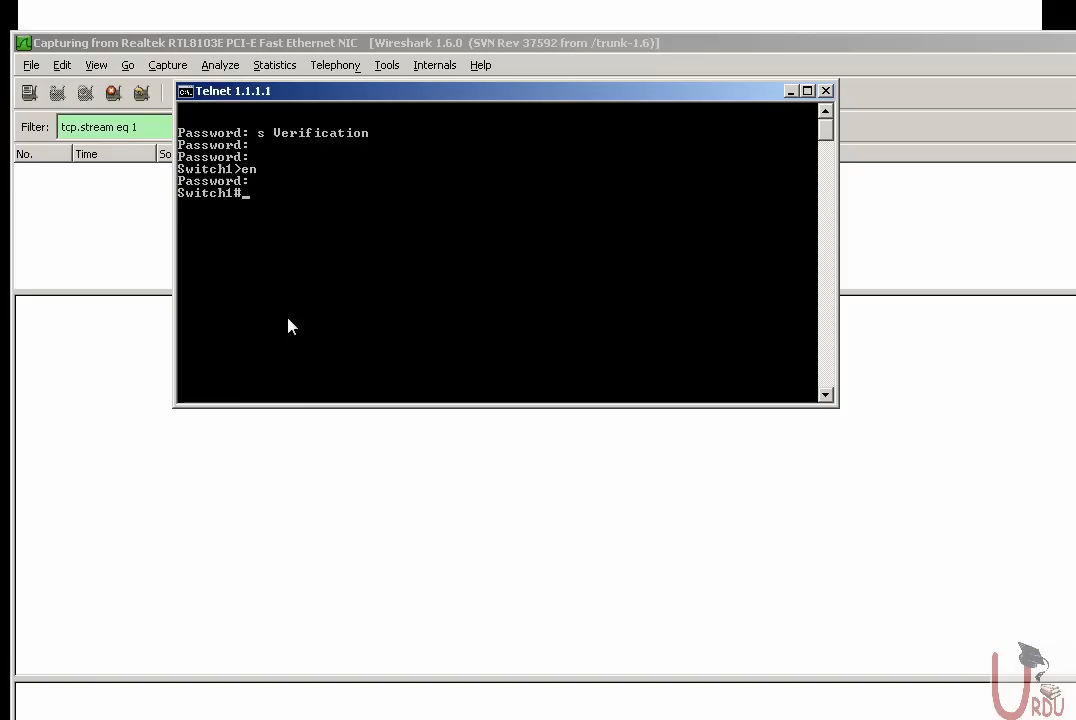 Capturing from Realtek RTL8103E PCI-E Fast Ethernet NIC [Wireshark 1.6.0 (SVN Rev 37592 from /trunk-1.6)]
File Edit View Go Capture Analyze Statistics Telephony Tools Internals Help
Telnet 1.1.1.1
Filter: tcp.stream eq 1
No. Time So
Password: s Verification
Password:
Password:
Switch1>en
Password:
Switch1#_
URDU